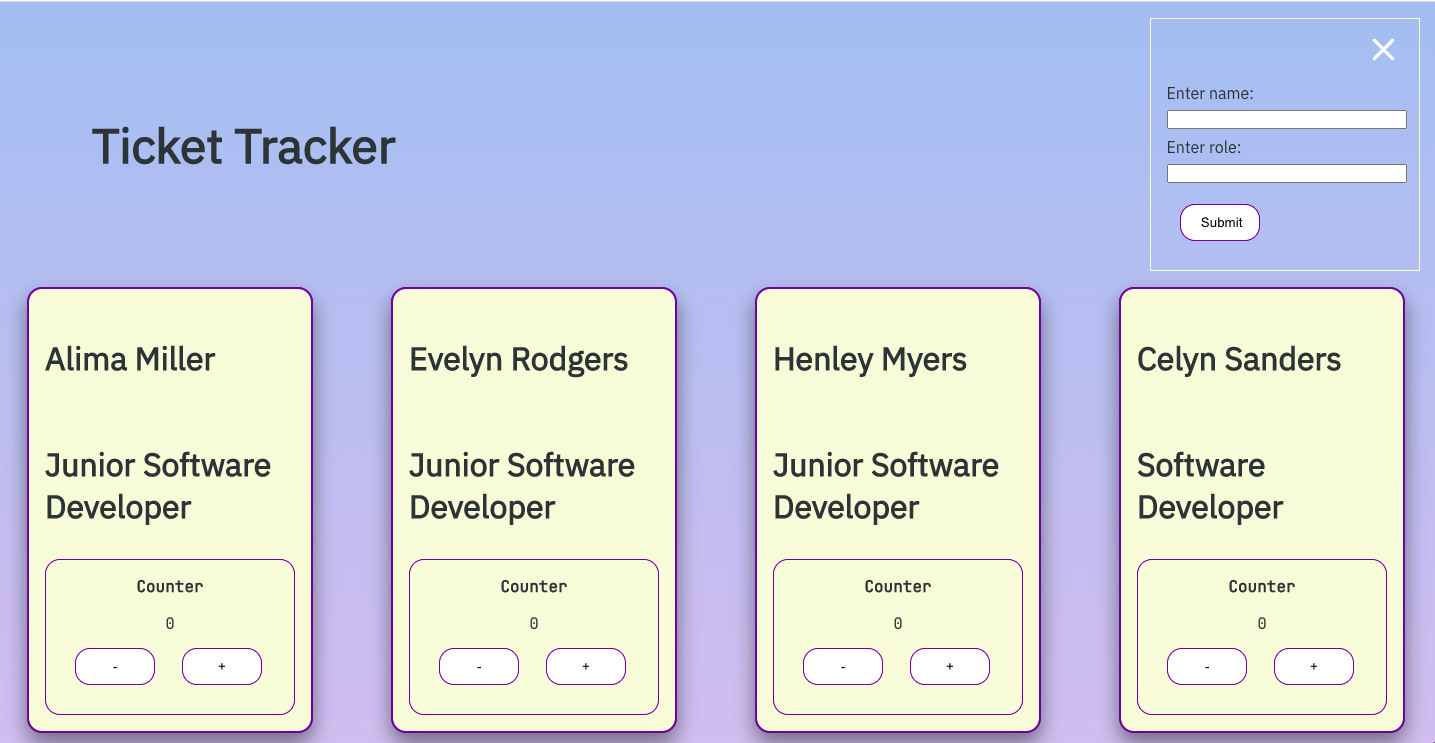 Enter name:
Ticket Tracker
Enter role:
Submit
Alima Miller
Junior Software
Developer
Counter
0
- +
Evelyn Rodgers
Junior Software
Developer
Counter
0
- +
Henley Myers
Junior Software
Developer
Counter
0
- +
Celyn Sanders
Software
Developer
Counter
0
- +